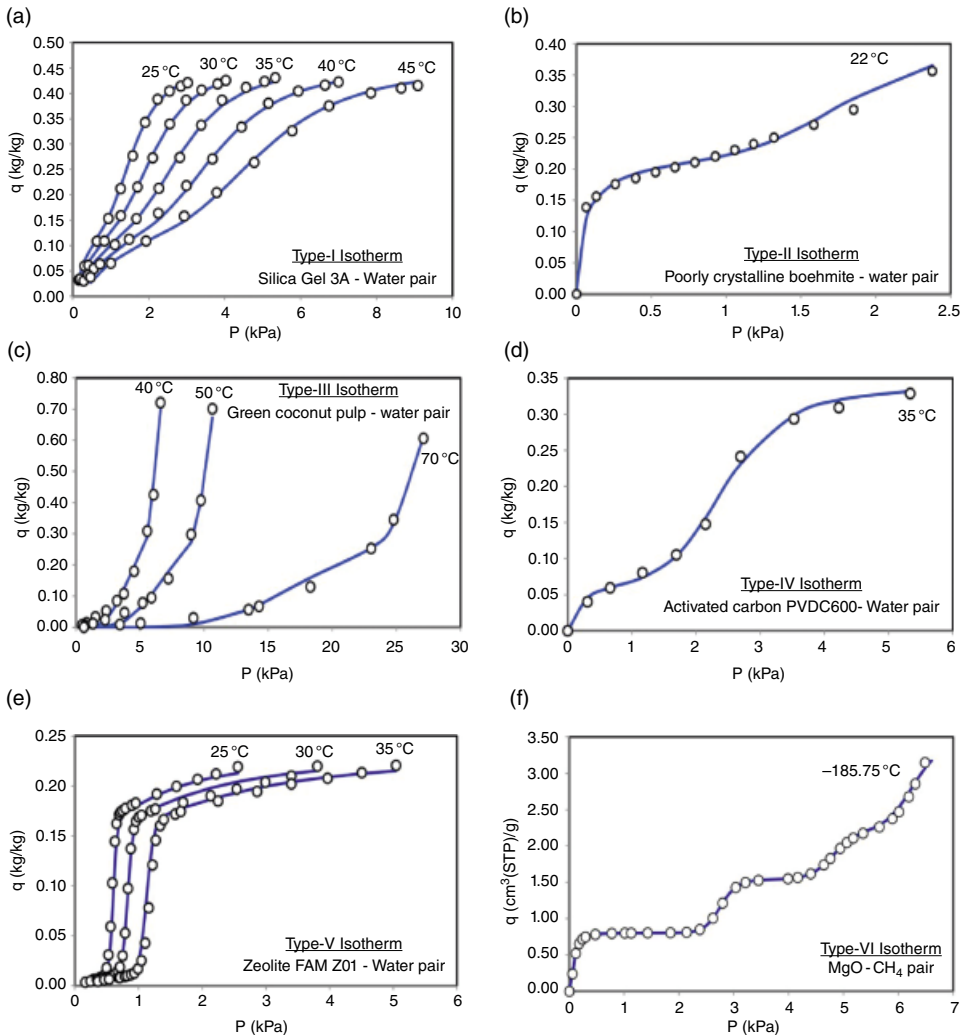 (a)
0.50
0.45
0.40
0.35
0.30
0.25
0.20
0.15
0.10
0.05
0.00
q (kg/kg)
25 °C
30 °C
35 °C
40 °C
45 °C
Type-I Isotherm
Silica Gel 3A - Water pair
0 2 4 6 8 10
P (kPa)
(b)
0.40
0.35
0.30
0.25
0.20
0.15
0.10
0.05
0.00
q (kg/kg)
22 °C
Type-II Isotherm
Poorly crystalline boehmite - water pair
0 0.5 1 1.5 2 2.5
P (kPa)
(c)
0.80
0.70
0.60
0.50
0.40
0.30
0.20
0.10
0.00
q (kg/kg)
40 °C
50 °C
70 °C
Type-III Isotherm
Green coconut pulp - water pair
0 5 10 15 20 25 30
P (kPa)
(d)
0.35
0.30
0.25
0.20
0.15
0.10
0.05
0.00
q (kg/kg)
35 °C
Type-IV Isotherm
Activated carbon PVDC600- Water pair
0 1 2 3 4 5 6
P (kPa)
(e)
0.25
0.20
0.15
0.10
0.05
0.00
q (kg/kg)
25 °C
30 °C
35 °C
Type-V Isotherm
Zeolite FAM Z01 - Water pair
0 1 2 3 4 5 6
P (kPa)
(f)
3.50
3.00
2.50
2.00
1.50
1.00
0.50
0.00
q (cm³(STP)/g)
–185.75 °C
Type-VI Isotherm
MgO - CH₄ pair
0 1 2 3 4 5 6 7
P (kPa)